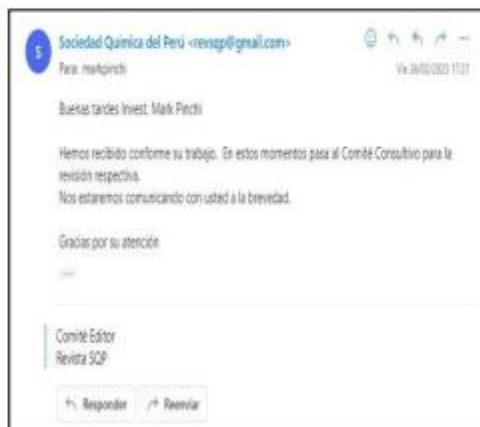 S
Sociedad Química del Perú <revsqp@gmail.com>
Para: markpinchi
Buenas tardes Invest. Mark Pinchi
Hemos recibido conforme su trabajo. En estos momentos pasa al Comité Consultivo para la
revisión respectiva.
Nos estaremos comunicando con usted a la brevedad.
Gracias por su atención
Comité Editor
Revista SQP
Responder Reenviar